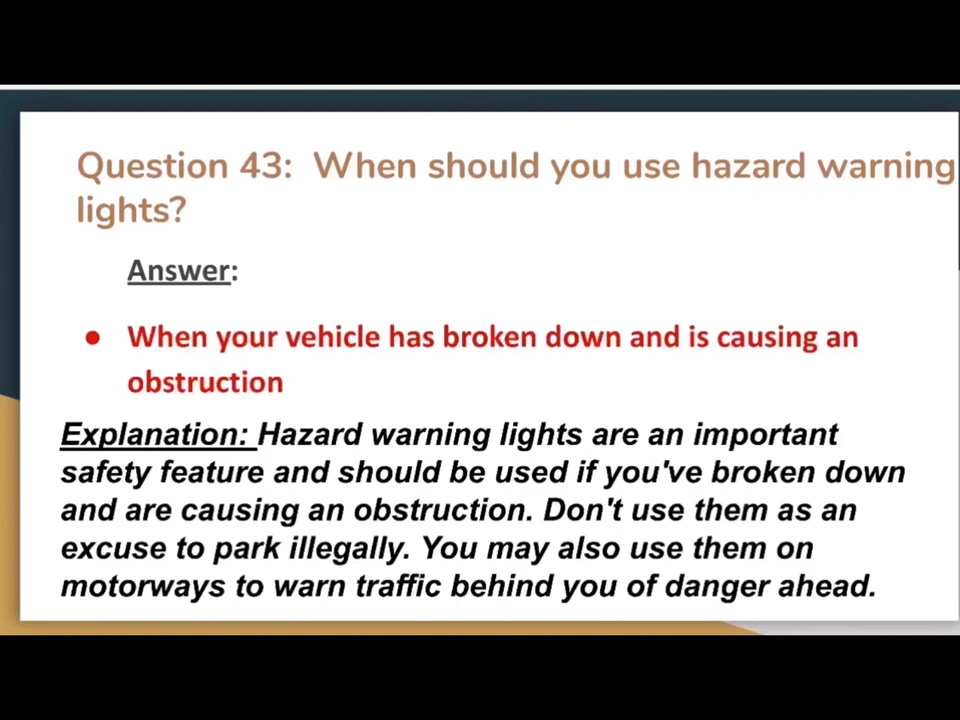 Question 43: When should you use hazard warning
lights?
Answer:
● When your vehicle has broken down and is causing an
obstruction
Explanation: Hazard warning lights are an important
safety feature and should be used if you've broken down
and are causing an obstruction. Don't use them as an
excuse to park illegally. You may also use them on
motorways to warn traffic behind you of danger ahead.